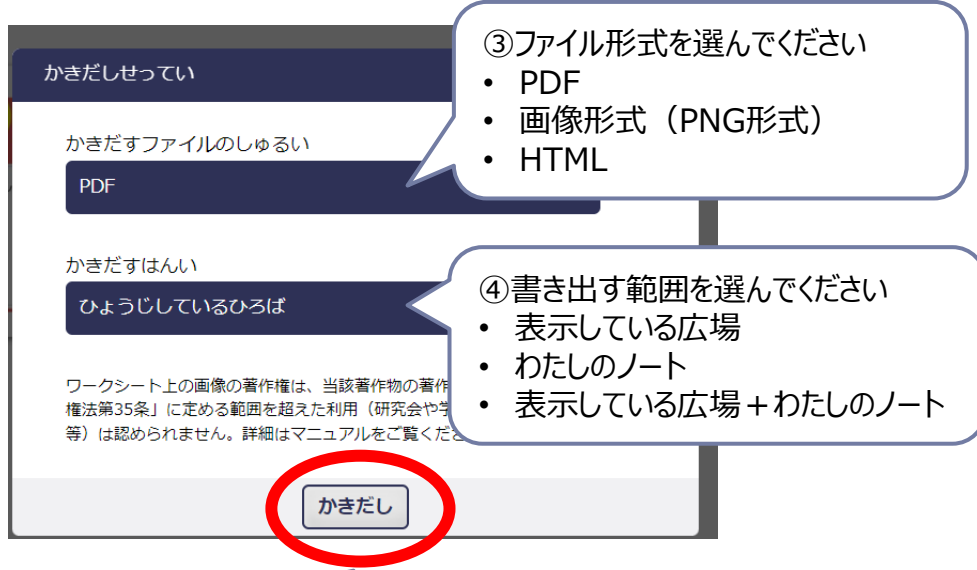 かきだしせってい
③ファイル形式を選んでください
• PDF
• 画像形式（PNG形式）
• HTML
かきだすファイルのしゅるい
PDF
かきだすはんい
ひょうじしているひろば
④書き出す範囲を選んでください
• 表示している広場
• わたしのノート
• 表示している広場＋わたしのノート
ワークシート上の画像の著作権は、当該著作物の著作
権法第35条」に定める範囲を超えた利用（研究会や学
等）は認められません。詳細はマニュアルをご覧くださ
かきだし